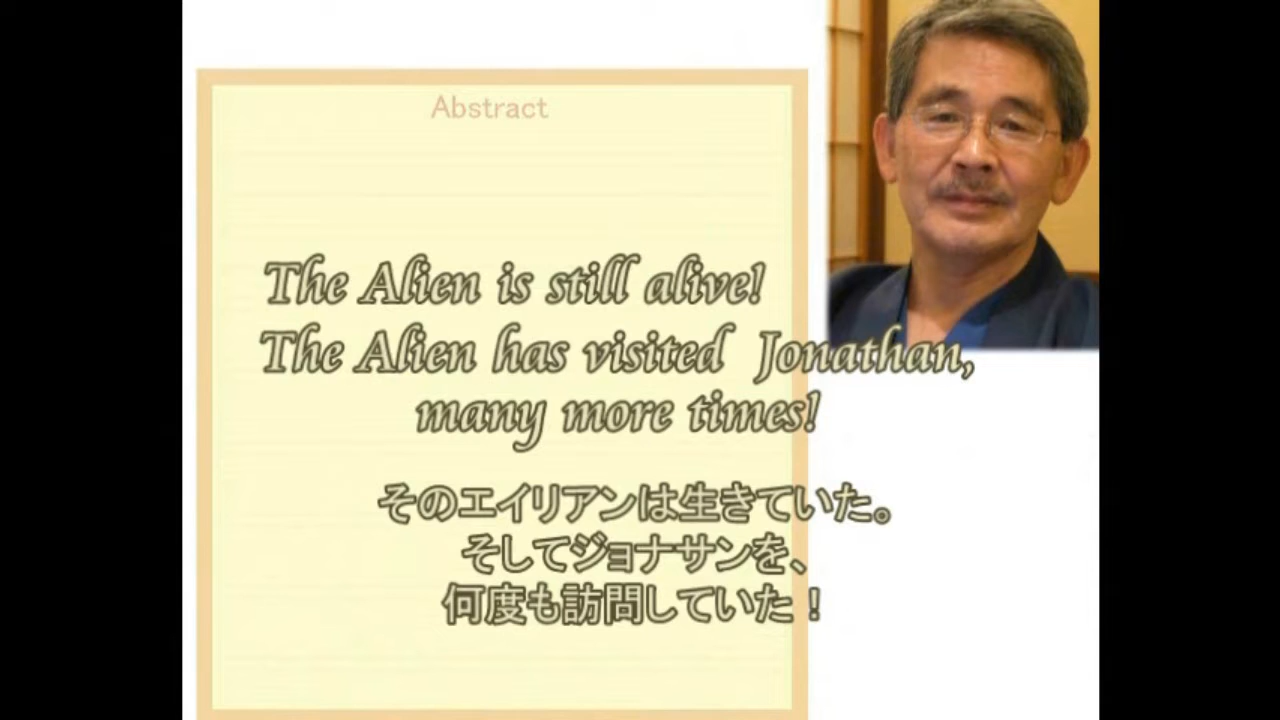 Abstract
The Alien is still alive!
The Alien has visited Jonathan,
many more times!
そのエイリアンは生きていた。
そしてジョナサンを、
何度も訪問していた！